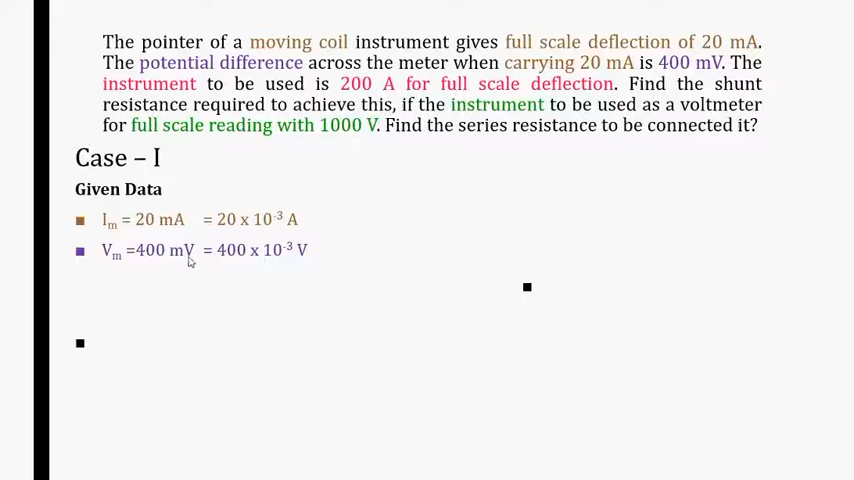 The pointer of a moving coil instrument gives full scale deflection of 20 mA.
The potential difference across the meter when carrying 20 mA is 400 mV. The
instrument to be used is 200 A for full scale deflection. Find the shunt
resistance required to achieve this, if the instrument to be used as a voltmeter
for full scale reading with 1000 V. Find the series resistance to be connected it?
Case – I
Given Data
■ Iₘ = 20 mA = 20 x 10⁻³ A
■ Vₘ =400 mV = 400 x 10⁻³ V